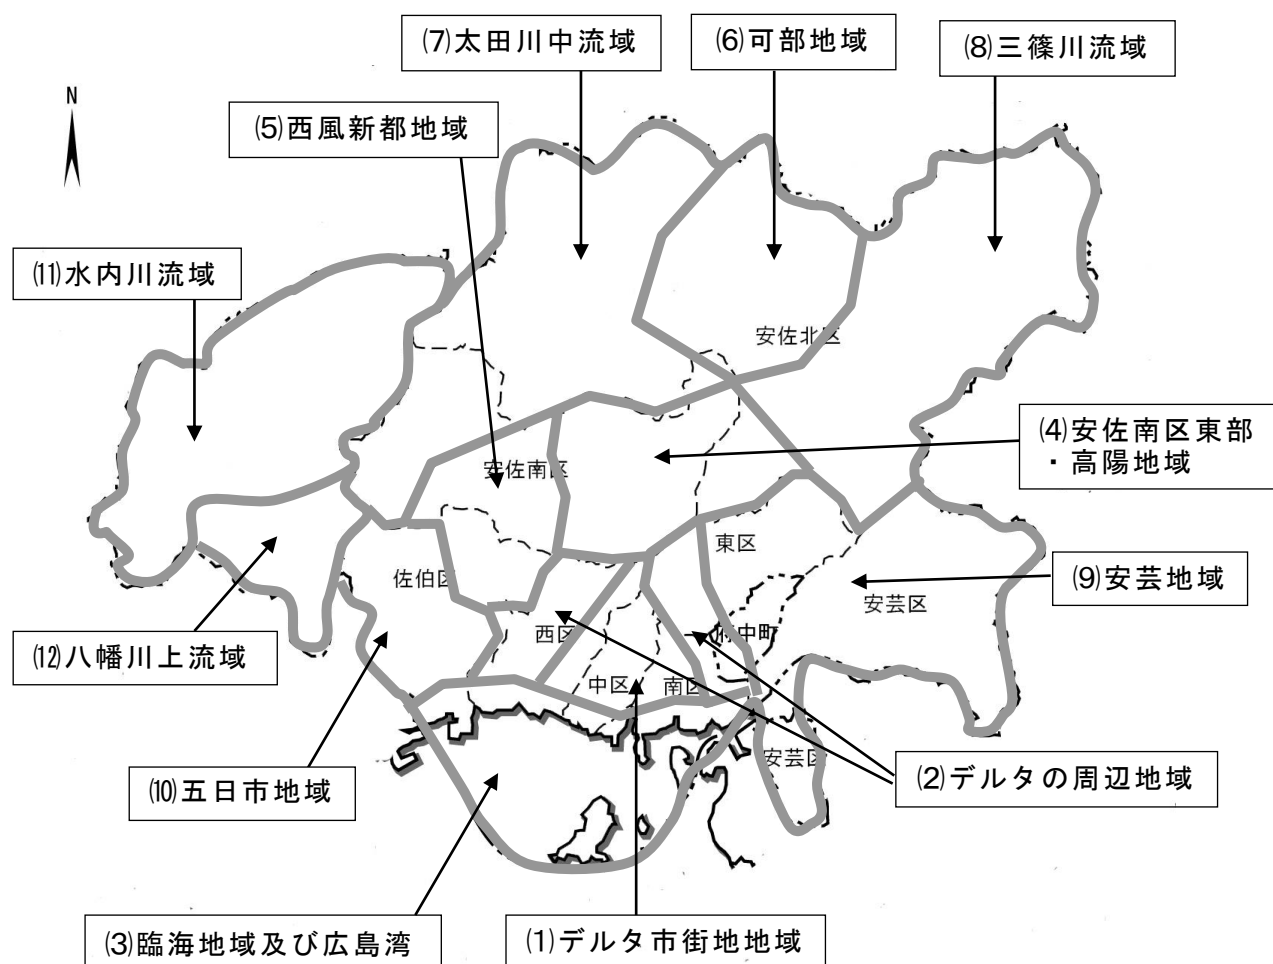 ⑺太田川中流域
⑹可部地域
⑻三篠川流域
N
⑸西風新都地域
⑾水内川流域
安佐北区
⑷安佐南区東部
・高陽地域
安佐南区
東区
佐伯区
⑼安芸地域
安芸区
西区
府中町
⑿八幡川上流域
中区
南区
安芸区
⑽五日市地域
⑵デルタの周辺地域
⑶臨海地域及び広島湾
⑴デルタ市街地地域